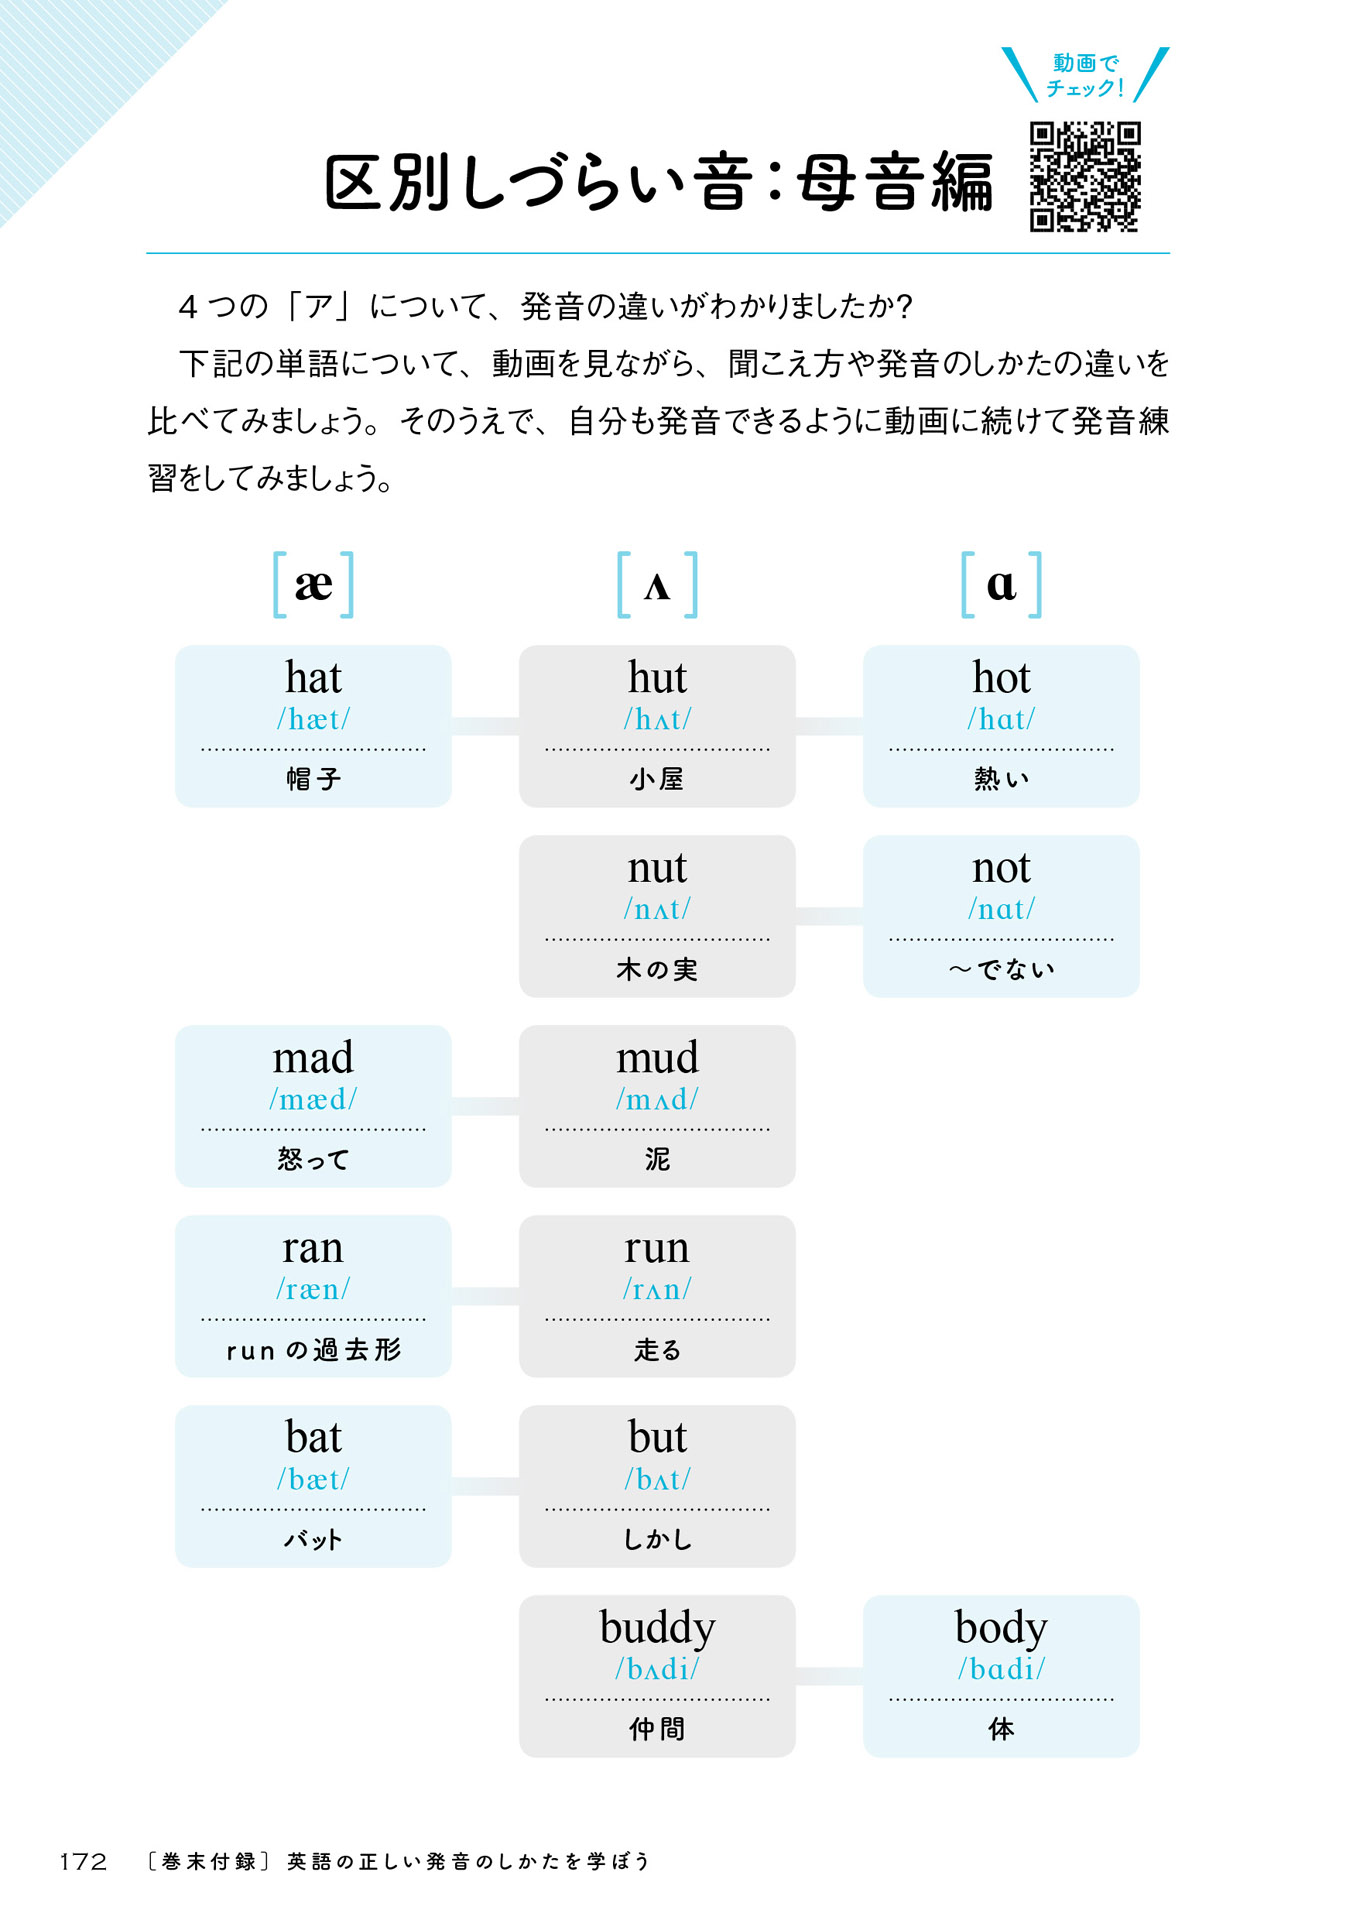 動画で
チェック！
区別しづらい音：母音編
4つの「ア」について、発音の違いがわかりましたか？
下記の単語について、動画を見ながら、聞こえ方や発音のしかたの違いを
比べてみましょう。そのうえで、自分も発音できるように動画に続けて発音練
習をしてみましょう。
[æ] [ʌ] [ɑ]
hat hut hot
/hæt/ /hʌt/ /hɑt/
帽子 小屋 熱い
nut not
/nʌt/ /nɑt/
木の実 〜でない
mad mud
/mæd/ /mʌd/
怒って 泥
ran run
/ræn/ /rʌn/
runの過去形 走る
bat but
/bæt/ /bʌt/
バット しかし
buddy body
/bʌdi/ /bɑdi/
仲間 体
172 ［巻末付録］英語の正しい発音のしかたを学ぼう